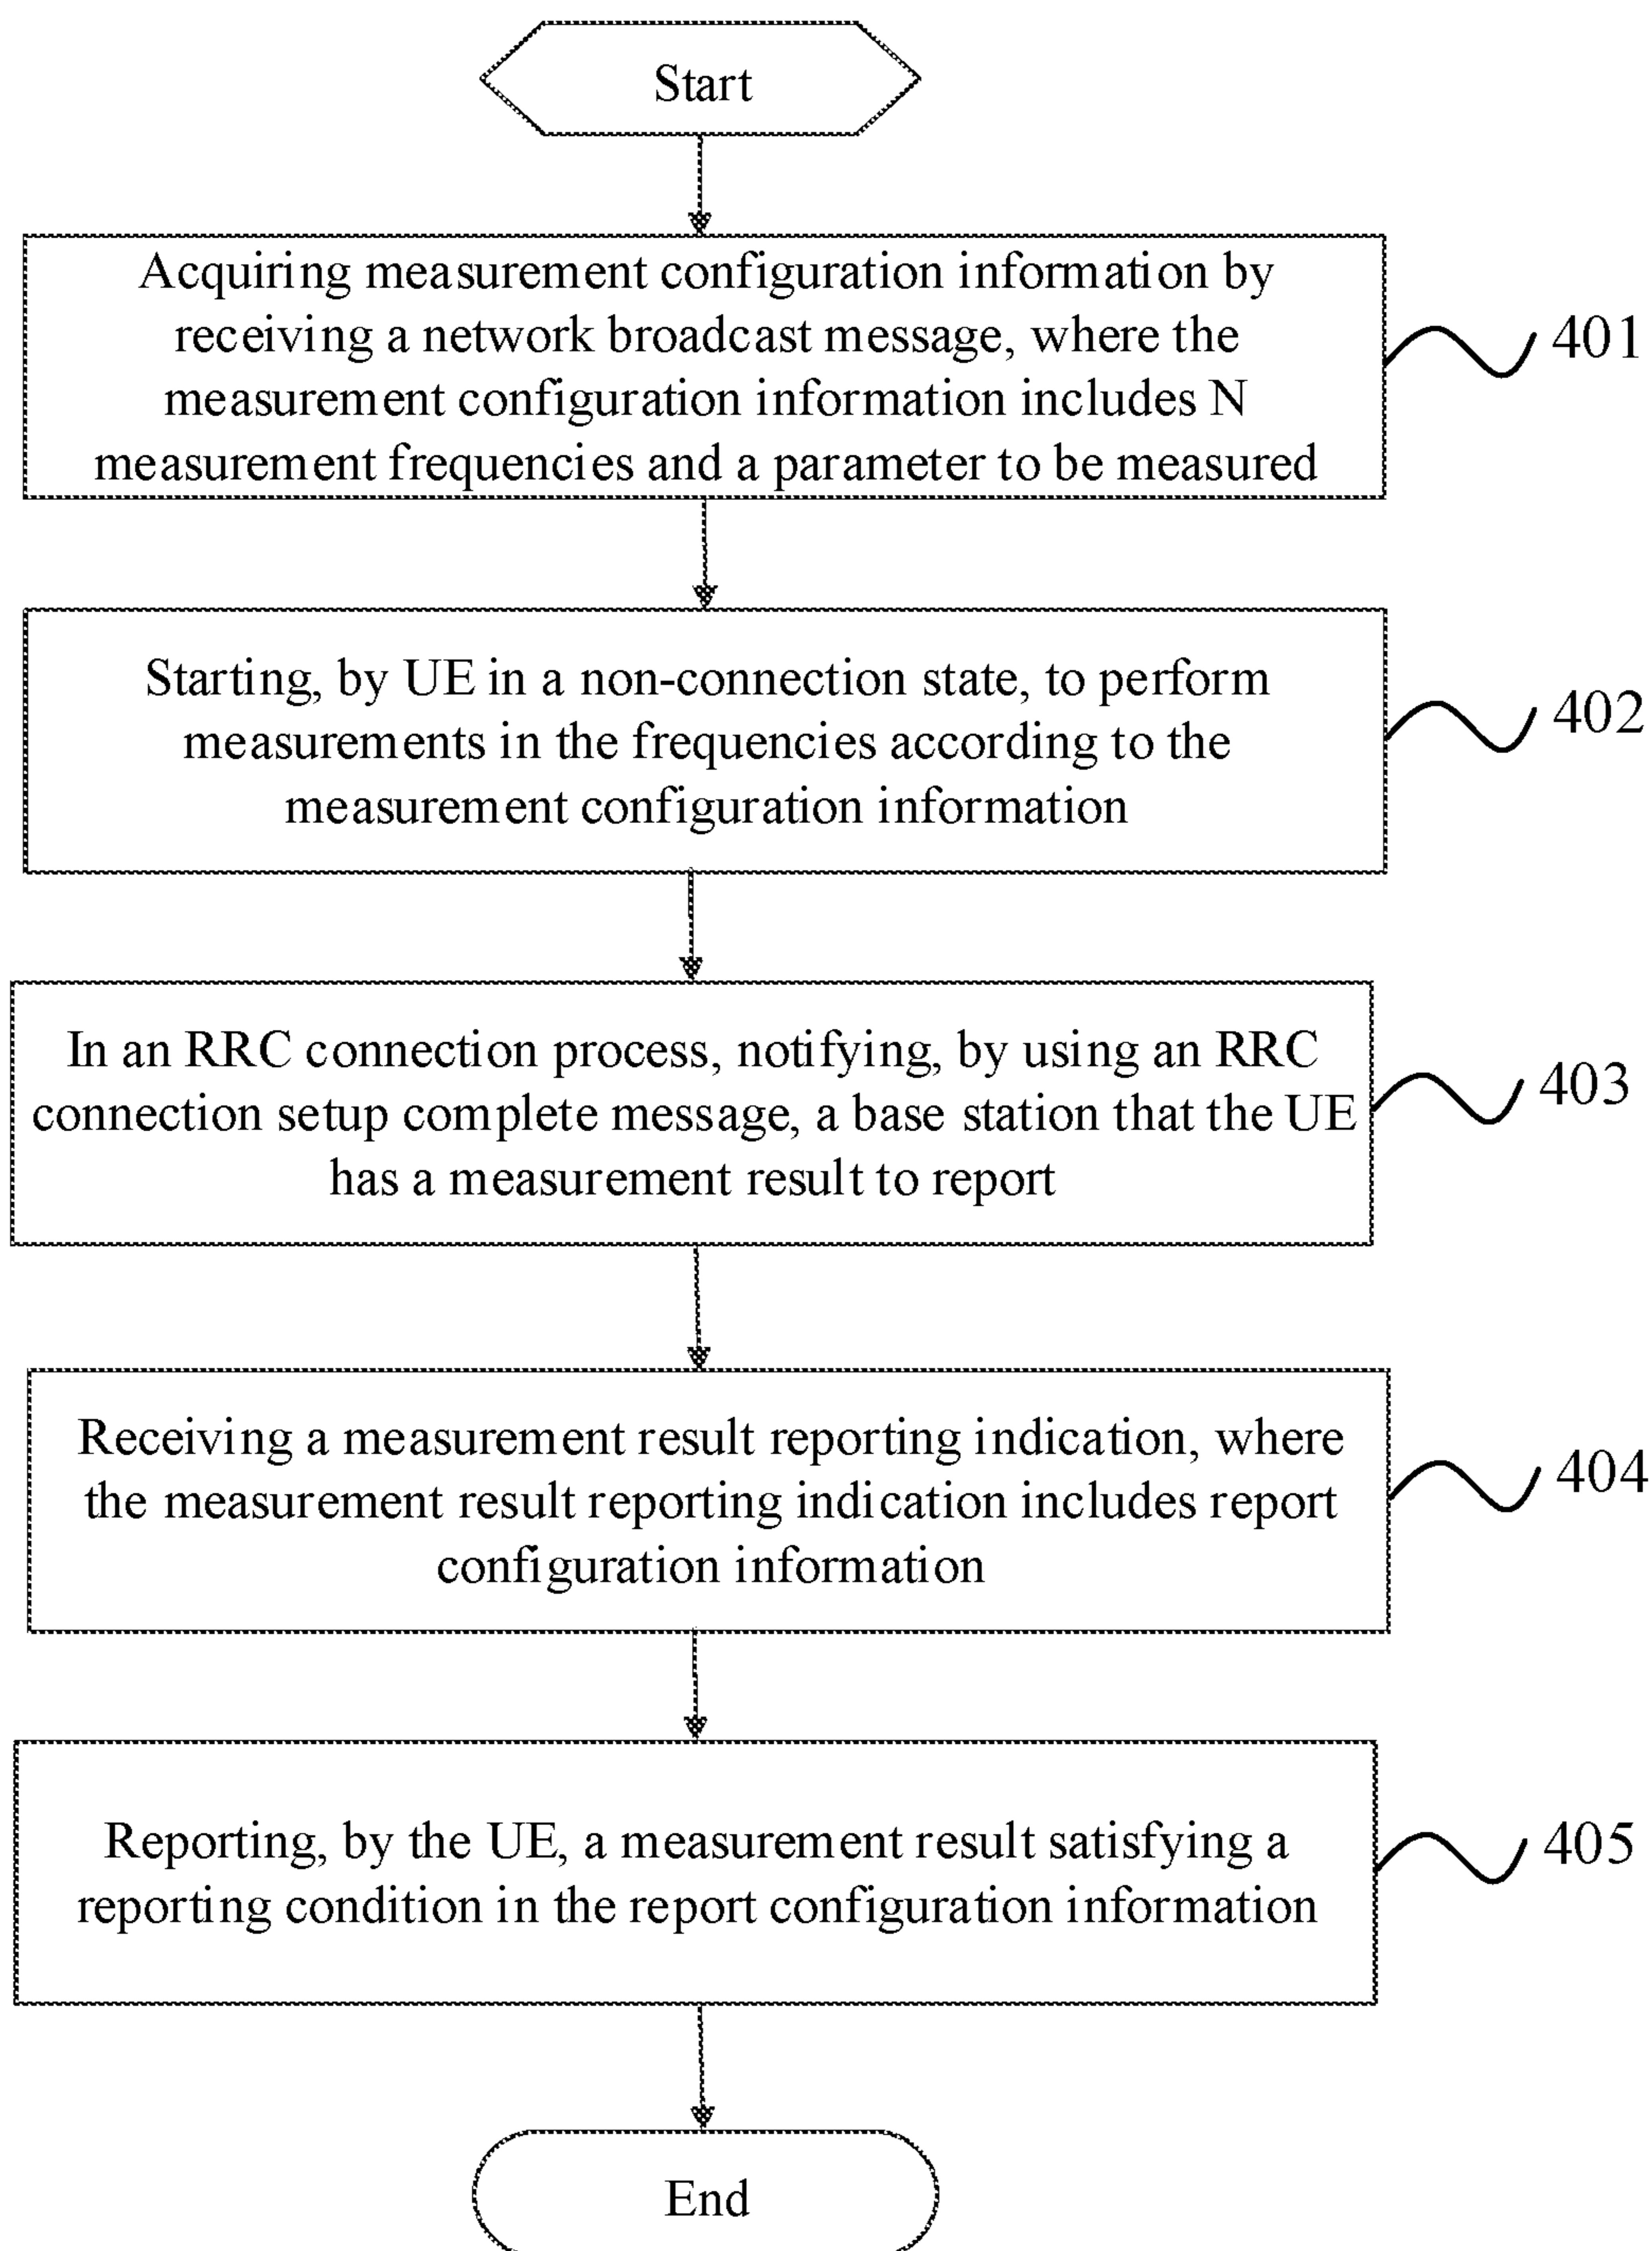 Start
Acquiring measurement configuration information by
receiving a network broadcast message, where the
measurement configuration information includes N
measurement frequencies and a parameter to be measured
401
Starting, by UE in a non-connection state, to perform
measurements in the frequencies according to the
measurement configuration information
402
In an RRC connection process, notifying, by using an RRC
connection setup complete message, a base station that the UE
has a measurement result to report
403
Receiving a measurement result reporting indication, where
the measurement result reporting indication includes report
configuration information
404
Reporting, by the UE, a measurement result satisfying a
reporting condition in the report configuration information
405
End